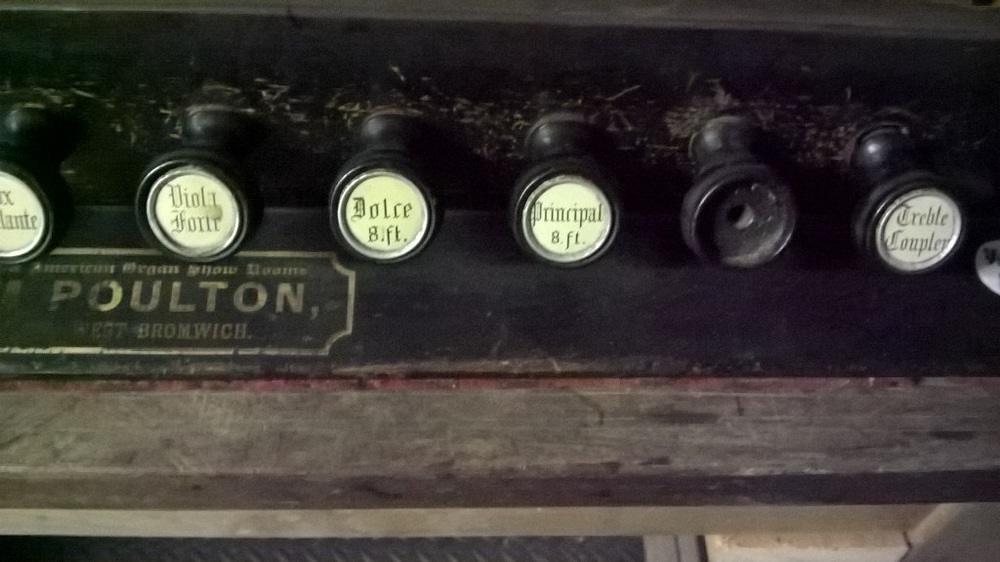 Viola
Forte
Dolce
8.ft.
Principal
8.ft.
Treble
Coupler
American Organ Show Rooms
POULTON,
WEST BROMWICH.